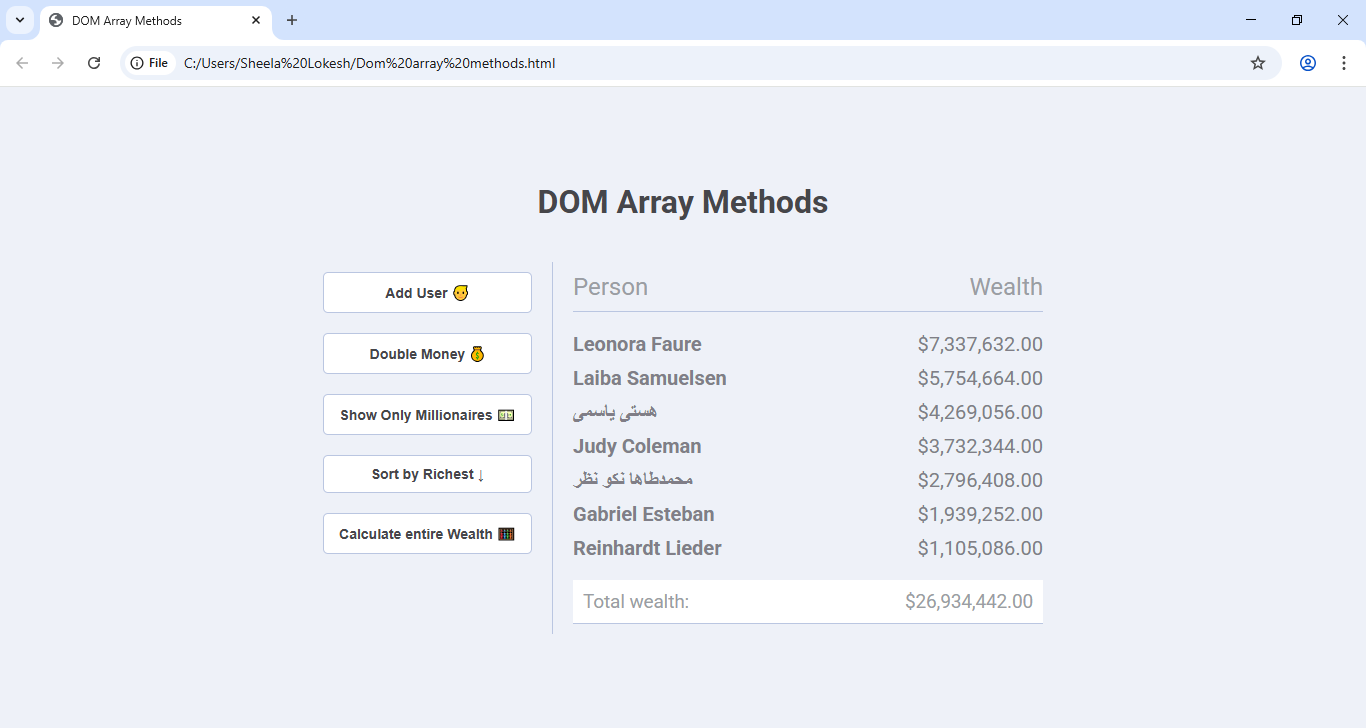 DOM Array Methods
File C:/Users/Sheela%20Lokesh/Dom%20array%20methods.html
DOM Array Methods
Add User
Double Money
Show Only Millionaires
Sort by Richest ↓
Calculate entire Wealth
Person Wealth
Leonora Faure $7,337,632.00
Laiba Samuelsen $5,754,664.00
هستی یاسمی $4,269,056.00
Judy Coleman $3,732,344.00
محمدطاها نكو نظر $2,796,408.00
Gabriel Esteban $1,939,252.00
Reinhardt Lieder $1,105,086.00
Total wealth: $26,934,442.00